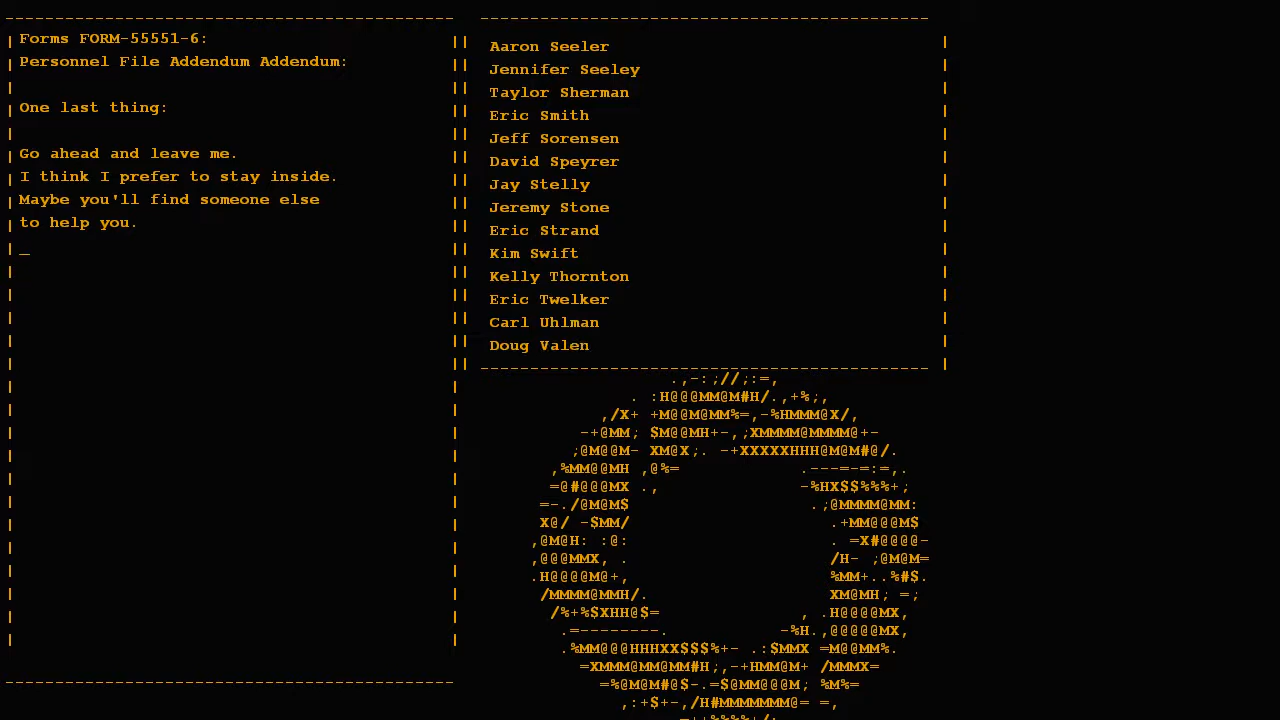 Forms FORM-55551-6:
Personnel File Addendum Addendum:
One last thing:
Go ahead and leave me.
I think I prefer to stay inside.
Maybe you'll find someone else
to help you.
_
Aaron Seeler
Jennifer Seeley
Taylor Sherman
Eric Smith
Jeff Sorensen
David Speyrer
Jay Stelly
Jeremy Stone
Eric Strand
Kim Swift
Kelly Thornton
Eric Twelker
Carl Uhlman
Doug Valen